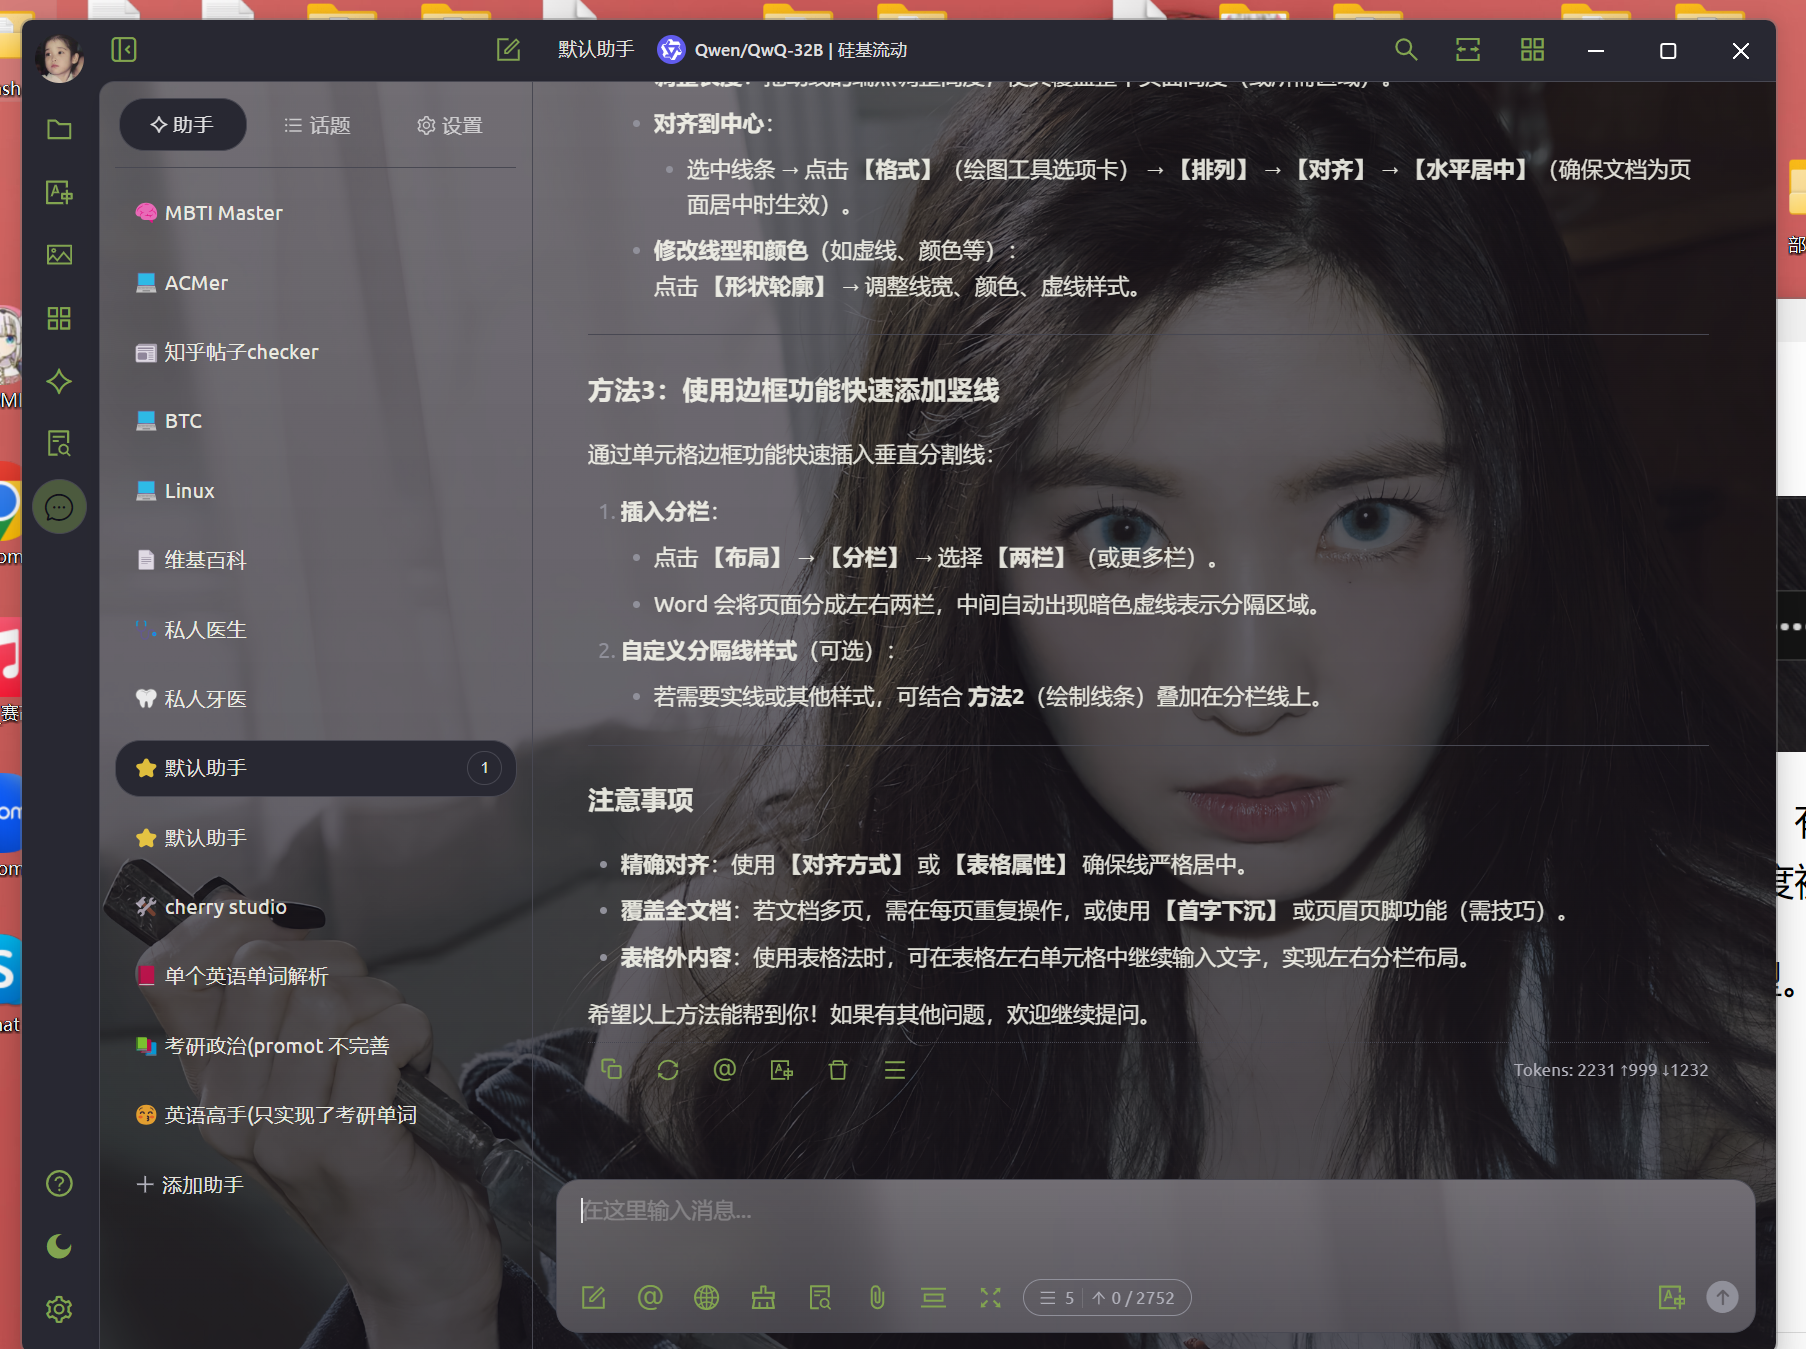 默认助手 Qwen/QwQ-32B | 硅基流动
助手 话题 设置
MBTI Master
ACMer
知乎帖子checker
BTC
Linux
维基百科
私人医生
私人牙医
默认助手 1
默认助手
cherry studio
单个英语单词解析
考研政治(promot 不完善
英语高手(只实现了考研单词
添加助手
• 对齐到中心：
• 选中线条 → 点击【格式】（绘图工具选项卡） → 【排列】 → 【对齐】 → 【水平居中】（确保文档为页
面居中时生效）。
• 修改线型和颜色（如虚线、颜色等）：
点击【形状轮廓】 → 调整线宽、颜色、虚线样式。
方法3：使用边框功能快速添加竖线
通过单元格边框功能快速插入垂直分割线：
1. 插入分栏：
• 点击【布局】 → 【分栏】 → 选择【两栏】（或更多栏）。
• Word 会将页面分成左右两栏，中间自动出现暗色虚线表示分隔区域。
2. 自定义分隔线样式（可选）：
• 若需要实线或其他样式，可结合 方法2（绘制线条）叠加在分栏线上。
注意事项
• 精确对齐：使用【对齐方式】或【表格属性】确保线严格居中。
• 覆盖全文档：若文档多页，需在每页重复操作，或使用【首字下沉】或页眉页脚功能（需技巧）。
• 表格外内容：使用表格法时，可在表格左右单元格中继续输入文字，实现左右分栏布局。
希望以上方法能帮到你！如果有其他问题，欢迎继续提问。
Tokens: 2231 ↑999 ↓1232
在这里输入消息...
5 ↑ 0 / 2752